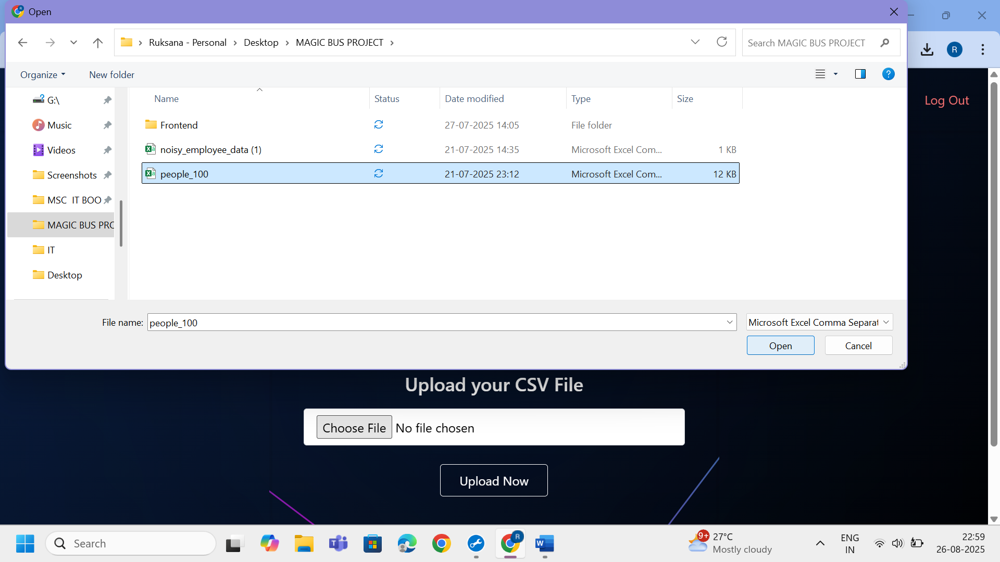 Open
Ruksana - Personal > Desktop > MAGIC BUS PROJECT >
Search MAGIC BUS PROJECT
R
Organize
New folder
?
Name
Status
Date modified
Type
Size
Log Out
G:\
Music
Videos
Screenshots
MSC IT BOO
MAGIC BUS PRO
IT
Desktop
Frontend 27-07-2025 14:05 File folder
noisy_employee_data (1) 21-07-2025 14:35 Microsoft Excel Com... 1 KB
people_100 21-07-2025 23:12 Microsoft Excel Com... 12 KB
File name: people_100
Microsoft Excel Comma Separat
Open
Cancel
Upload your CSV File
Choose File No file chosen
Upload Now
Search
T
R
W
9+
27°C
Mostly cloudy
ENG
IN
22:59
26-08-2025